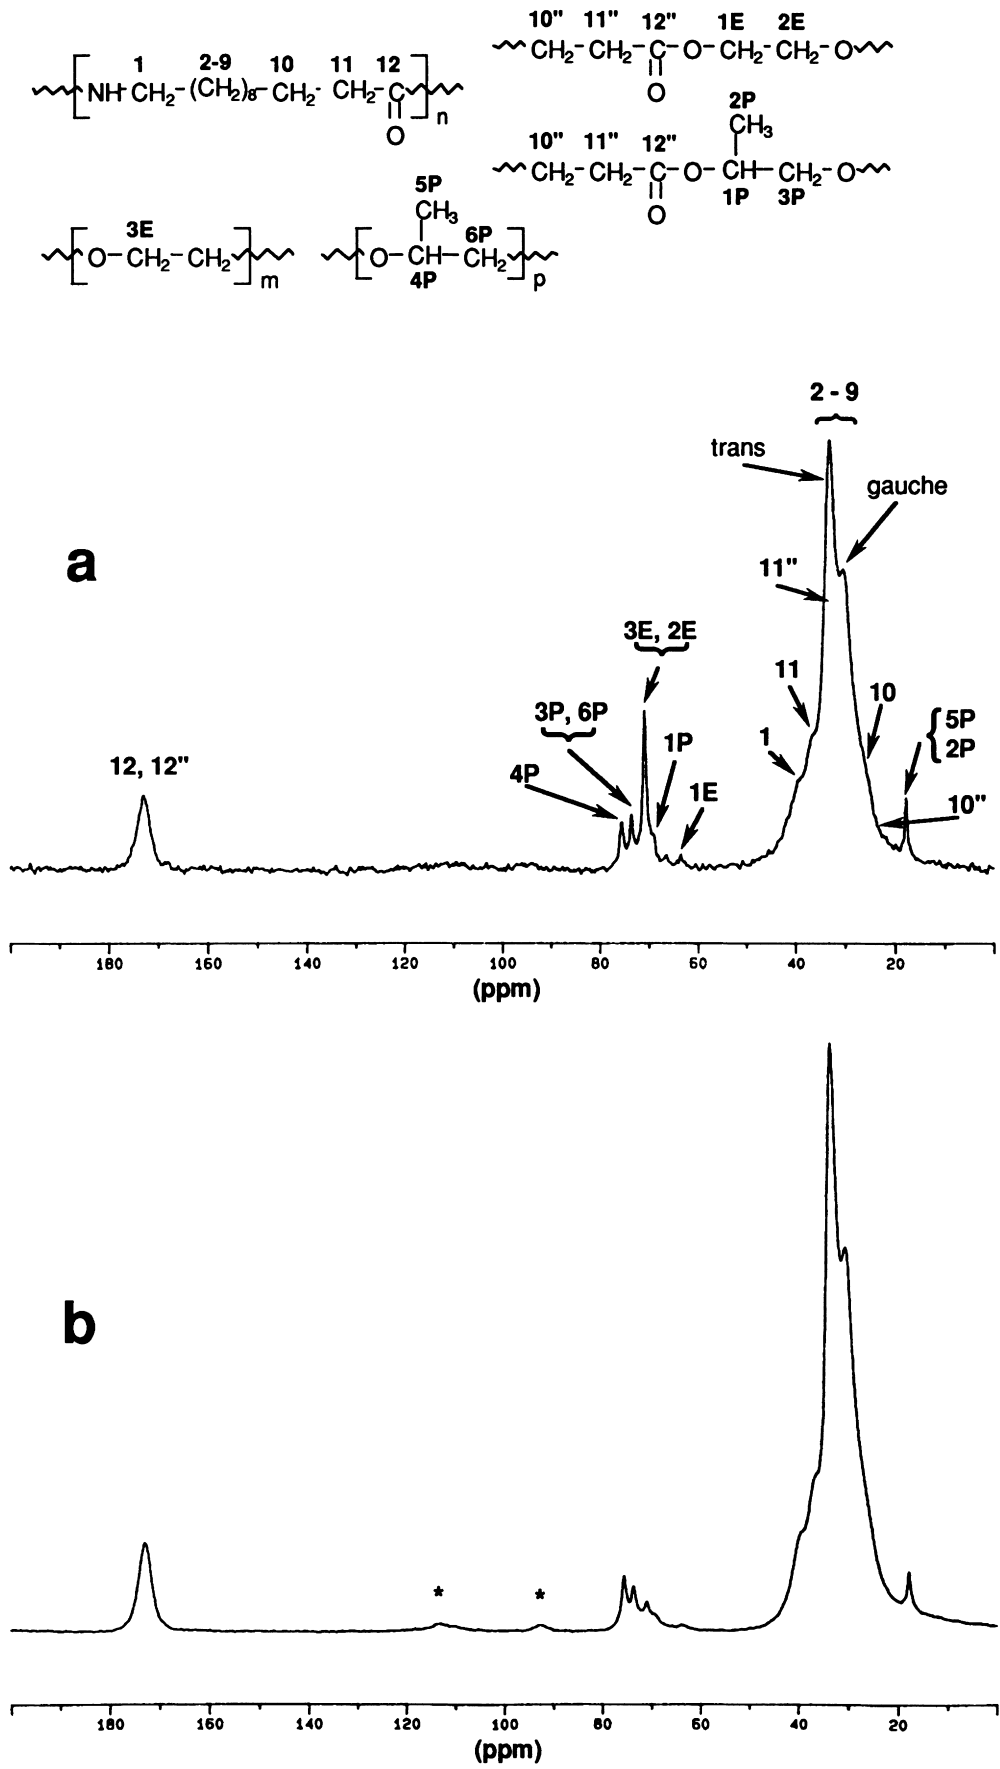 1 2-9 10 11 12
NH CH2 (CH2)8 CH2 CH2 C n
O
10" 11" 12" 1E 2E
CH2 CH2 C O CH2 CH2 O
O
2P
CH3
10" 11" 12"
CH2 CH2 C O CH CH2 O
1P 3P
O
3E
O CH2 CH2 m
5P
CH3
6P
O CH CH2 p
4P
2 - 9
trans
gauche
a
11"
3E, 2E
11
10
3P, 6P
1P
1
5P
2P
12, 12"
4P
1E
10"
180 160 140 120 100 80 60 40 20
(ppm)
b
* *
180 160 140 120 100 80 60 40 20
(ppm)